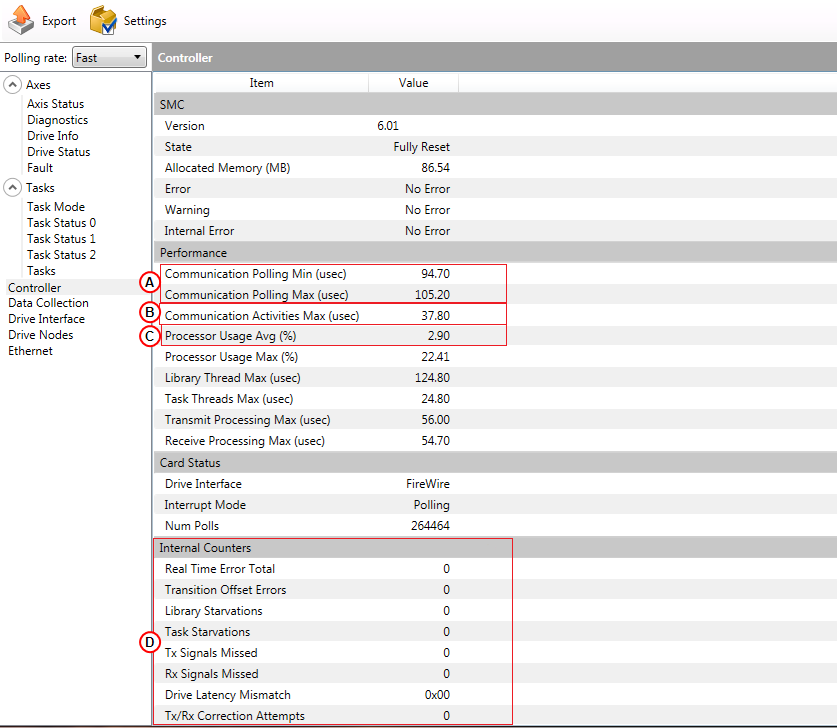 Export Settings
Polling rate: Fast
Axes
Axis Status
Diagnostics
Drive Info
Drive Status
Fault
Tasks
Task Mode
Task Status 0
Task Status 1
Task Status 2
Tasks
Controller
Data Collection
Drive Interface
Drive Nodes
Ethernet
Controller
Item Value
SMC
Version 6.01
State Fully Reset
Allocated Memory (MB) 86.54
Error No Error
Warning No Error
Internal Error No Error
Performance
A
Communication Polling Min (usec) 94.70
Communication Polling Max (usec) 105.20
B
Communication Activities Max (usec) 37.80
C
Processor Usage Avg (%) 2.90
Processor Usage Max (%) 22.41
Library Thread Max (usec) 124.80
Task Threads Max (usec) 24.80
Transmit Processing Max (usec) 56.00
Receive Processing Max (usec) 54.70
Card Status
Drive Interface FireWire
Interrupt Mode Polling
Num Polls 264464
Internal Counters
Real Time Error Total 0
Transition Offset Errors 0
Library Starvations 0
Task Starvations 0
D
Tx Signals Missed 0
Rx Signals Missed 0
Drive Latency Mismatch 0x00
Tx/Rx Correction Attempts 0